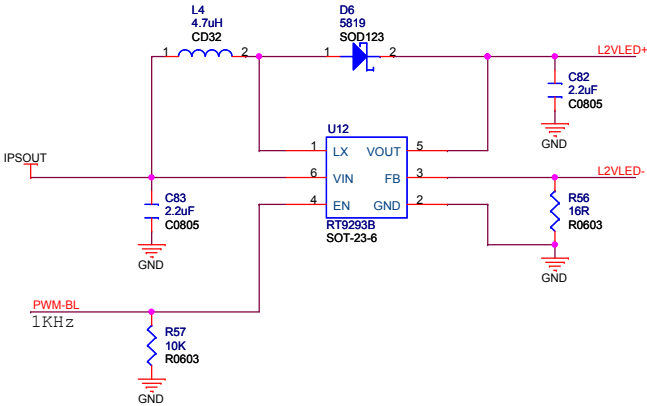 L4
4.7uH
CD32
1
2
D6
5819
SOD123
1
2
L2VLED+
C82
2.2uF
C0805
GND
U12
IPSOUT
1
LX
VOUT
5
6
VIN
FB
3
L2VLED-
4
EN
GND
2
RT9293B
SOT-23-6
C83
2.2uF
C0805
GND
R56
16R
R0603
GND
PWM-BL
1KHz
R57
10K
R0603
GND